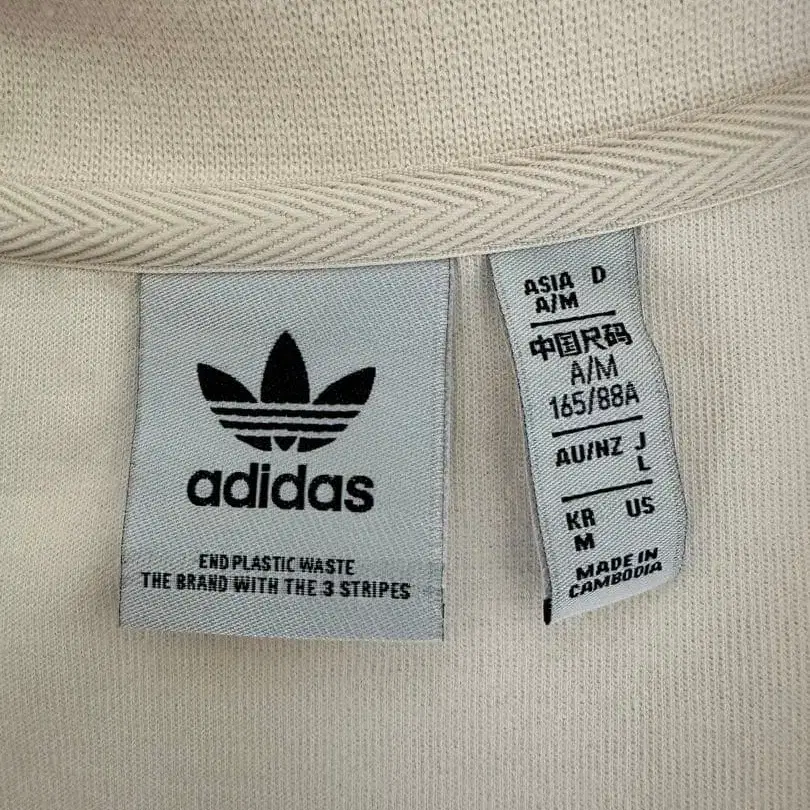 adidas
END PLASTIC WASTE
THE BRAND WITH THE 3 STRIPES
ASIA D
A/M
中国尺码
A/M
165/88A
AU/NZ J
L
KR US
M
MADE IN
CAMBODIA